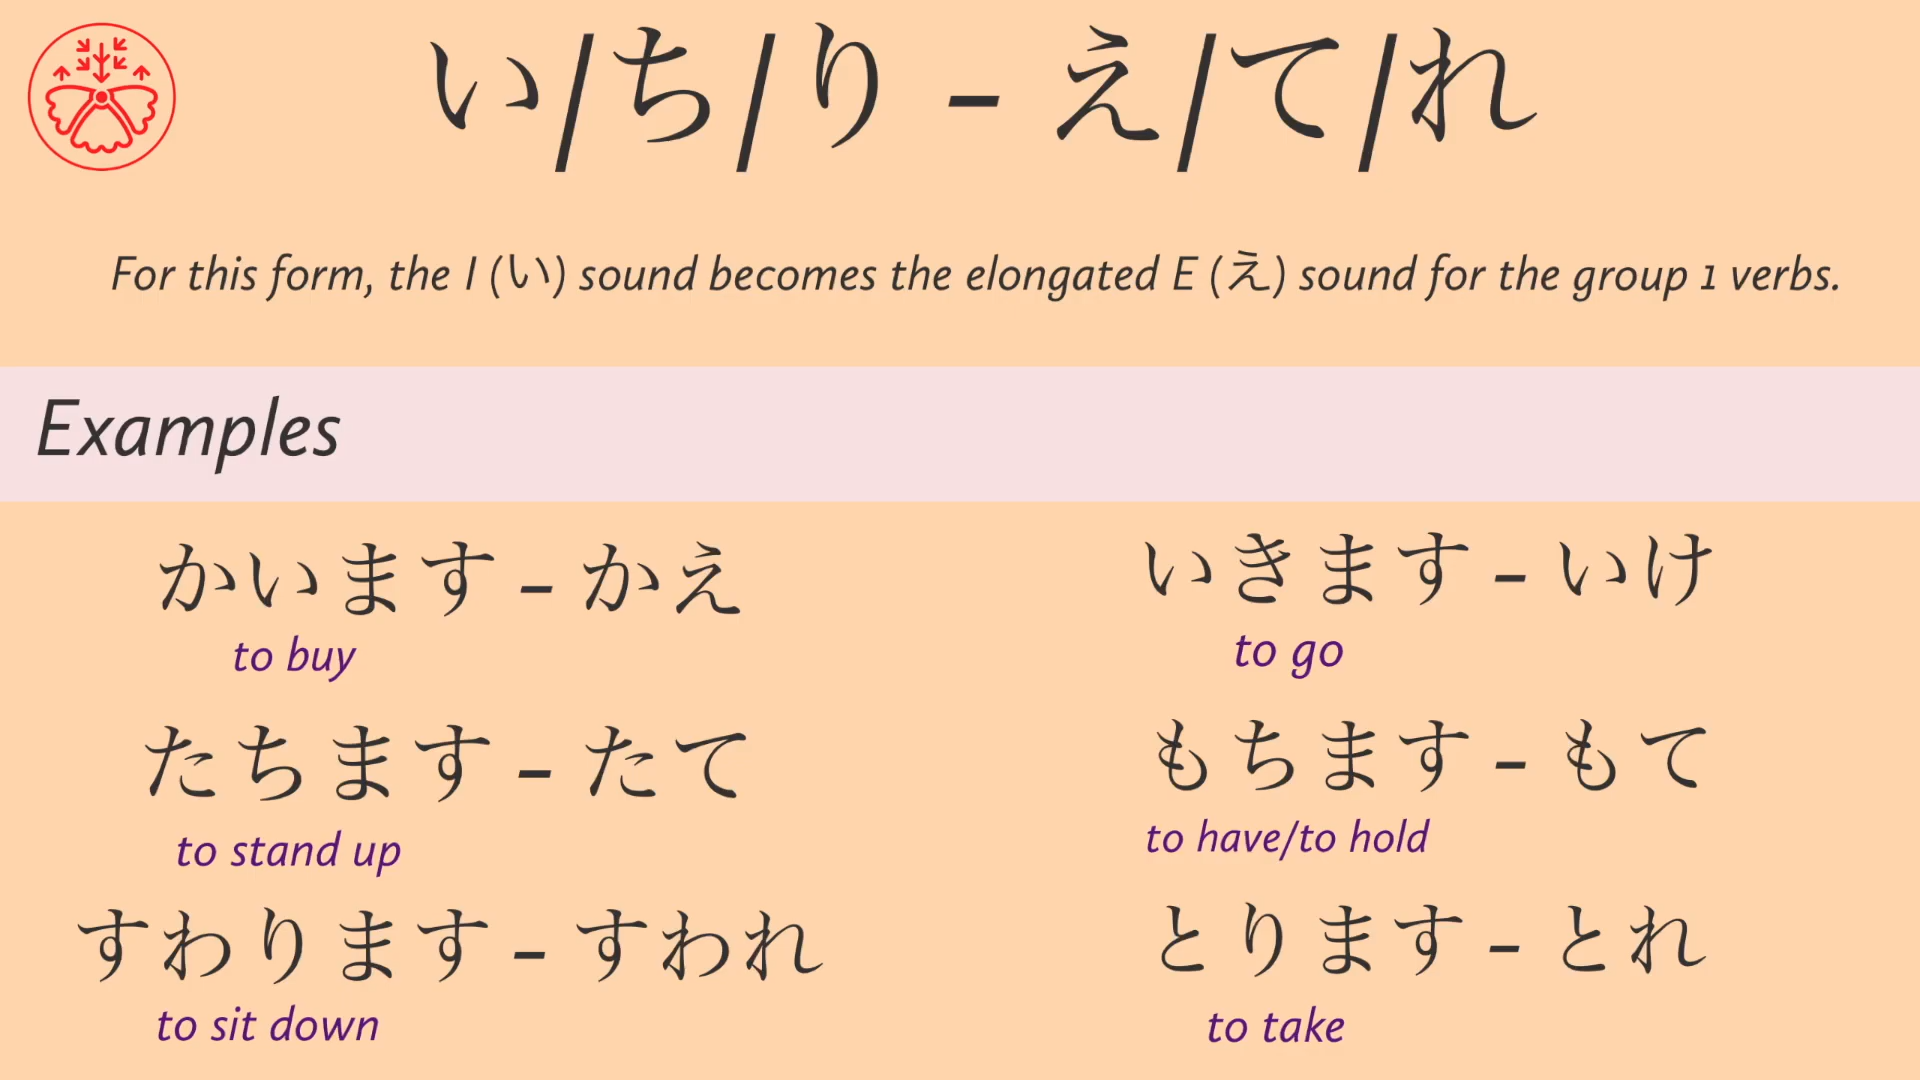 い/ち/り - え/て/れ
For this form, the I (い) sound becomes the elongated E (え) sound for the group 1 verbs.
Examples
かいます - かえ
to buy
いきます - いけ
to go
たちます - たて
to stand up
もちます - もて
to have/to hold
すわります - すわれ
to sit down
とります - とれ
to take